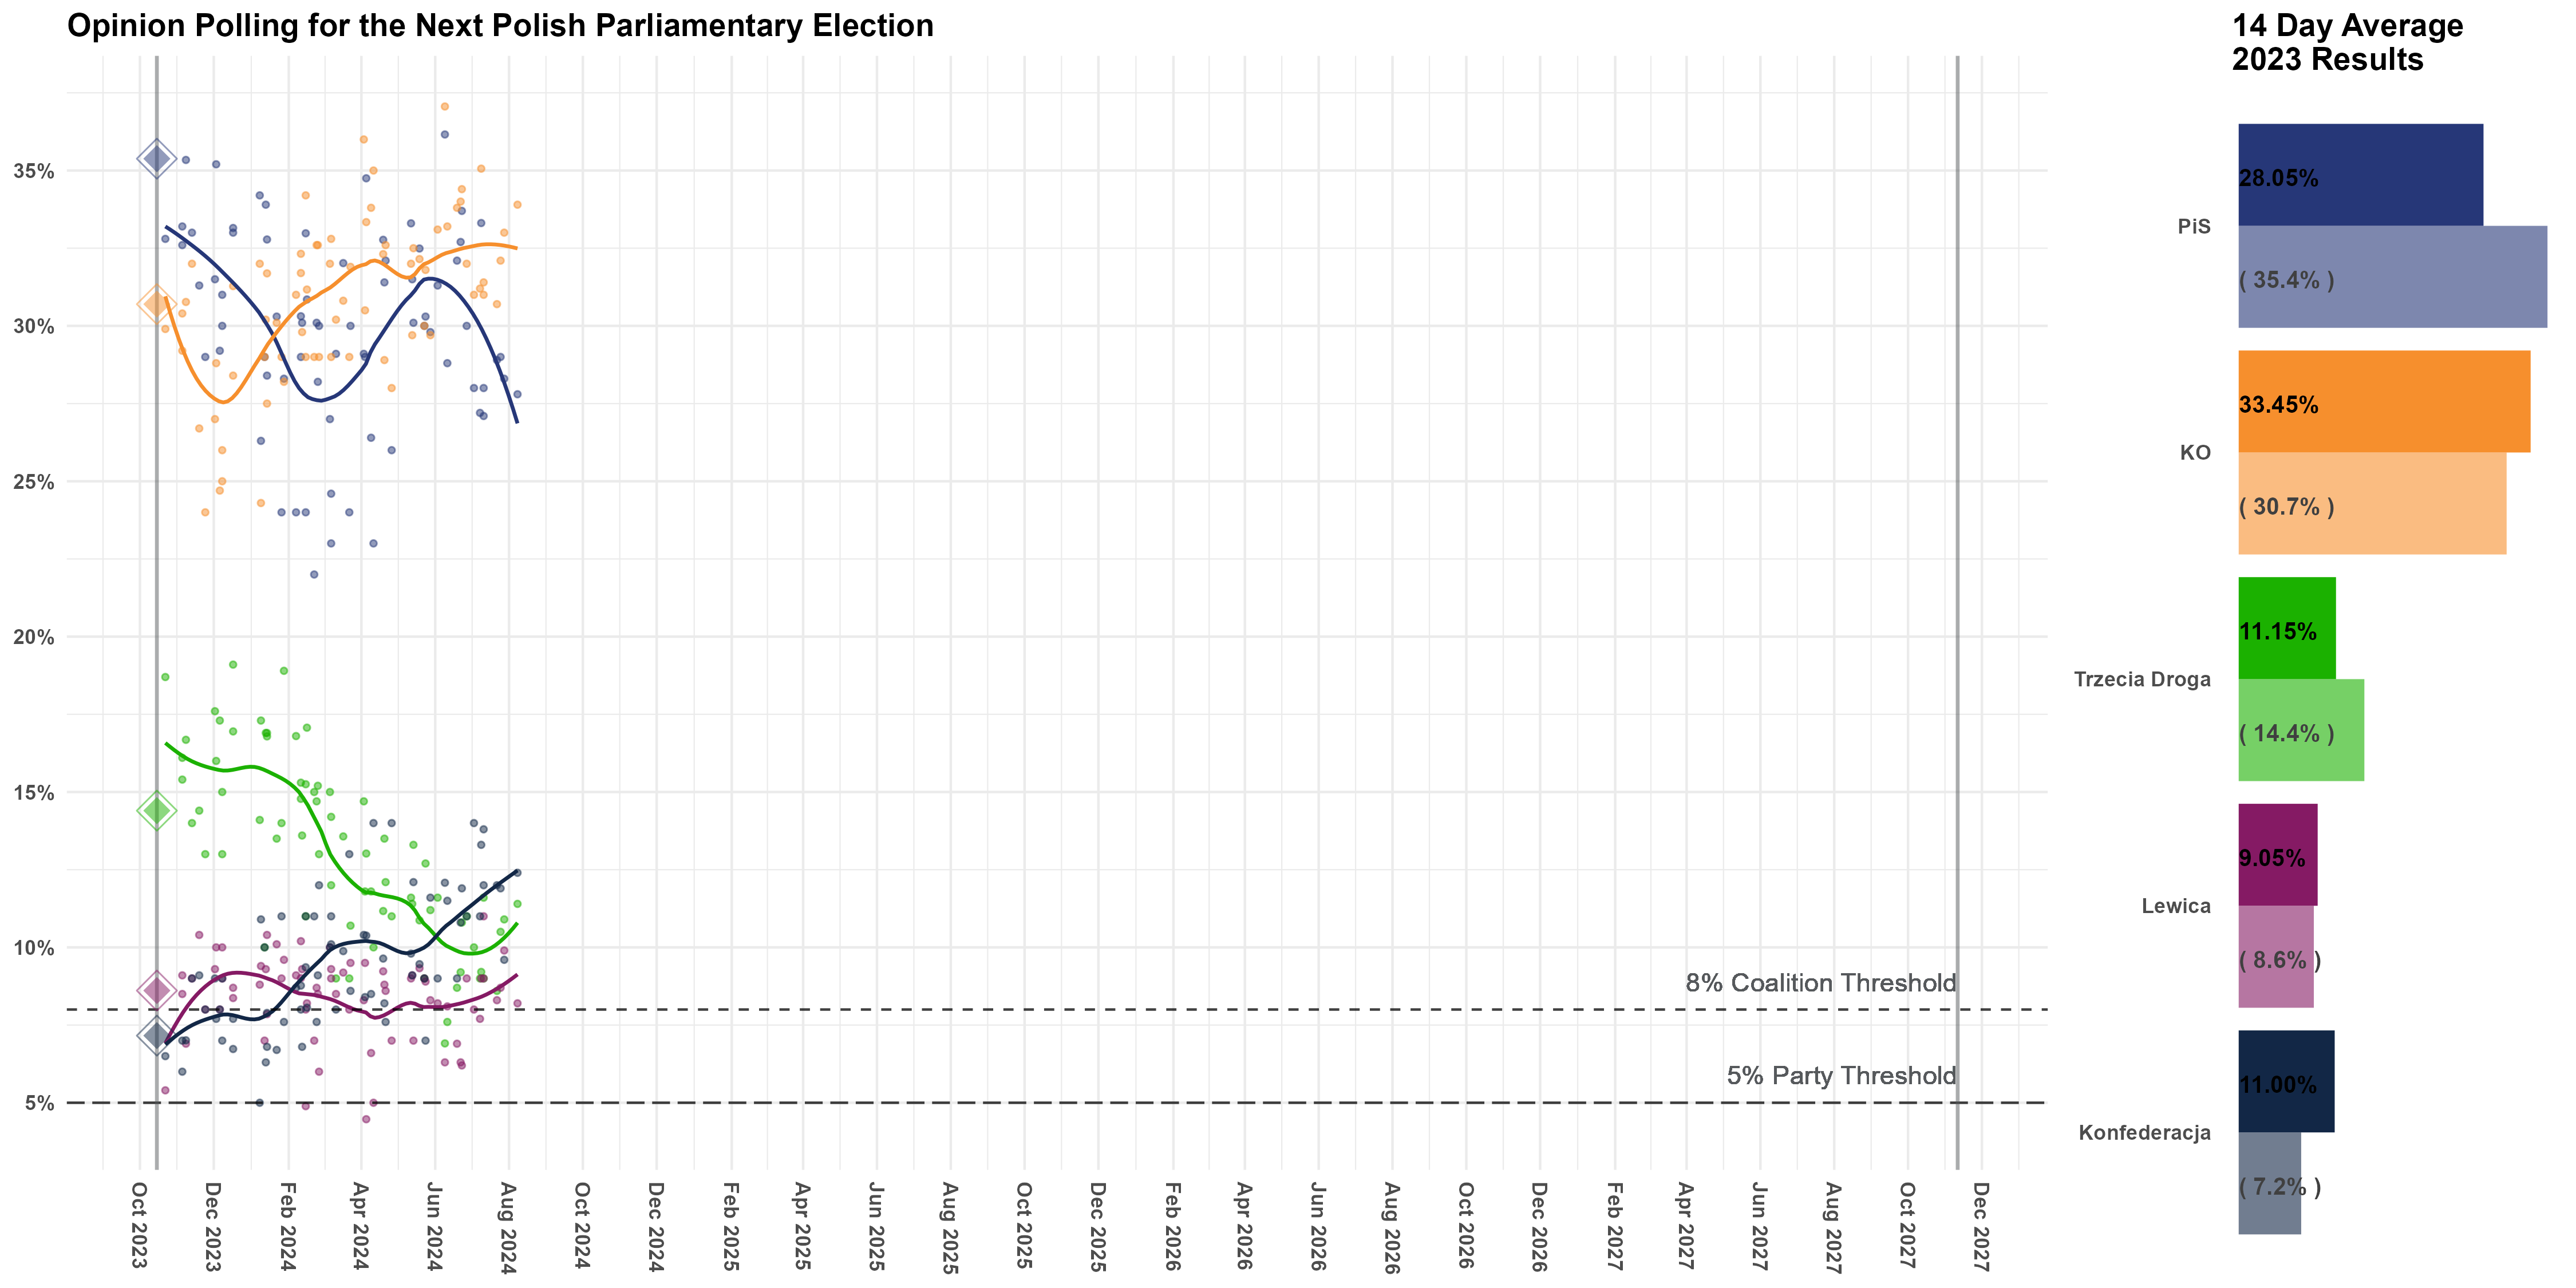 Opinion Polling for the Next Polish Parliamentary Election
14 Day Average
2023 Results
35%
30%
25%
20%
15%
10%
5%
8% Coalition Threshold
5% Party Threshold
Oct 2023
Dec 2023
Feb 2024
Apr 2024
Jun 2024
Aug 2024
Oct 2024
Dec 2024
Feb 2025
Apr 2025
Jun 2025
Aug 2025
Oct 2025
Dec 2025
Feb 2026
Apr 2026
Jun 2026
Aug 2026
Oct 2026
Dec 2026
Feb 2027
Apr 2027
Jun 2027
Aug 2027
Oct 2027
Dec 2027
PiS
28.05%
( 35.4% )
KO
33.45%
( 30.7% )
Trzecia Droga
11.15%
( 14.4% )
Lewica
9.05%
( 8.6% )
Konfederacja
11.00%
( 7.2% )